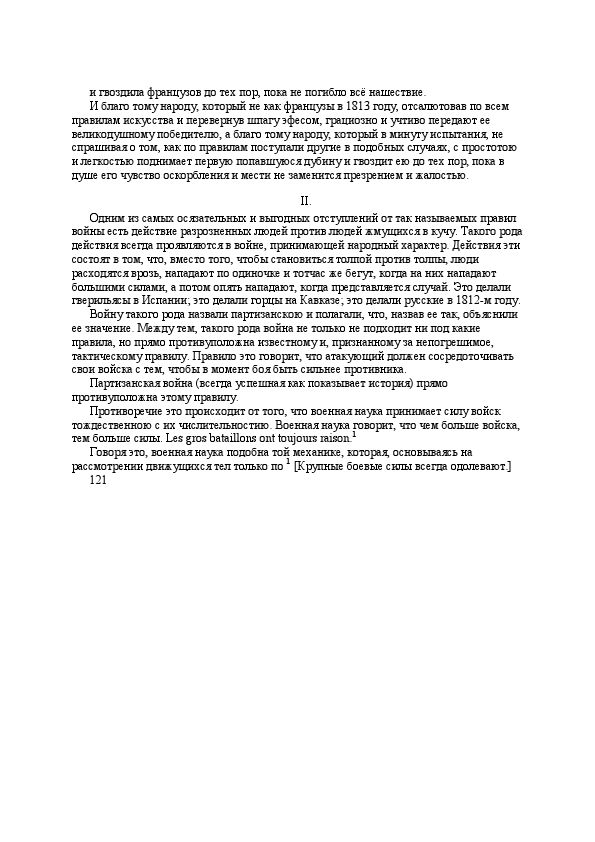 и гвоздила французов до тех пор, пока не погибло всё нашествие.
И благо тому народу, который не как французы в 1813 году, отсалютовав по всем
правилам искусства и перевернув шпагу эфесом, грациозно и учтиво передают ее
великодушному победителю, а благо тому народу, который в минуту испытания, не
спрашивая о том, как по правилам поступали другие в подобных случаях, с простотою
и легкостью поднимает первую попавшуюся дубину и гвоздит ею до тех пор, пока в
душе его чувство оскорбления и мести не заменится презрением и жалостью.
II.
Одним из самых осязательных и выгодных отступлений от так называемых правил
войны есть действие разрозненных людей против людей жмущихся в кучу. Такого рода
действия всегда проявляются в войне, принимающей народный характер. Действия эти
состоят в том, что, вместо того, чтобы становиться толпой против толпы, люди
расходятся врозь, нападают по одиночке и тотчас же бегут, когда на них нападают
большими силами, а потом опять нападают, когда представляется случай. Это делали
гверильясы в Испании; это делали горцы на Кавказе; это делали русские в 1812-м году.
Войну такого рода назвали партизанскою и полагали, что, назвав ее так, объяснили
ее значение. Между тем, такого рода война не только не подходит ни под какие
правила, но прямо противуположна известному и, признанному за непогрешимое,
тактическому правилу. Правило это говорит, что атакующий должен сосредоточивать
свои войска с тем, чтобы в момент боя быть сильнее противника.
Партизанская война (всегда успешная как показывает история) прямо
противуположна этому правилу.
Противоречие это происходит от того, что военная наука принимает силу войск
тождественною с их числительностию. Военная наука говорит, что чем больше войска,
тем больше силы. Les gros bataillons ont toujours raison.¹
Говоря это, военная наука подобна той механике, которая, основываясь на
рассмотрении движущихся тел только по ¹ [Крупные боевые силы всегда одолевают.]
121